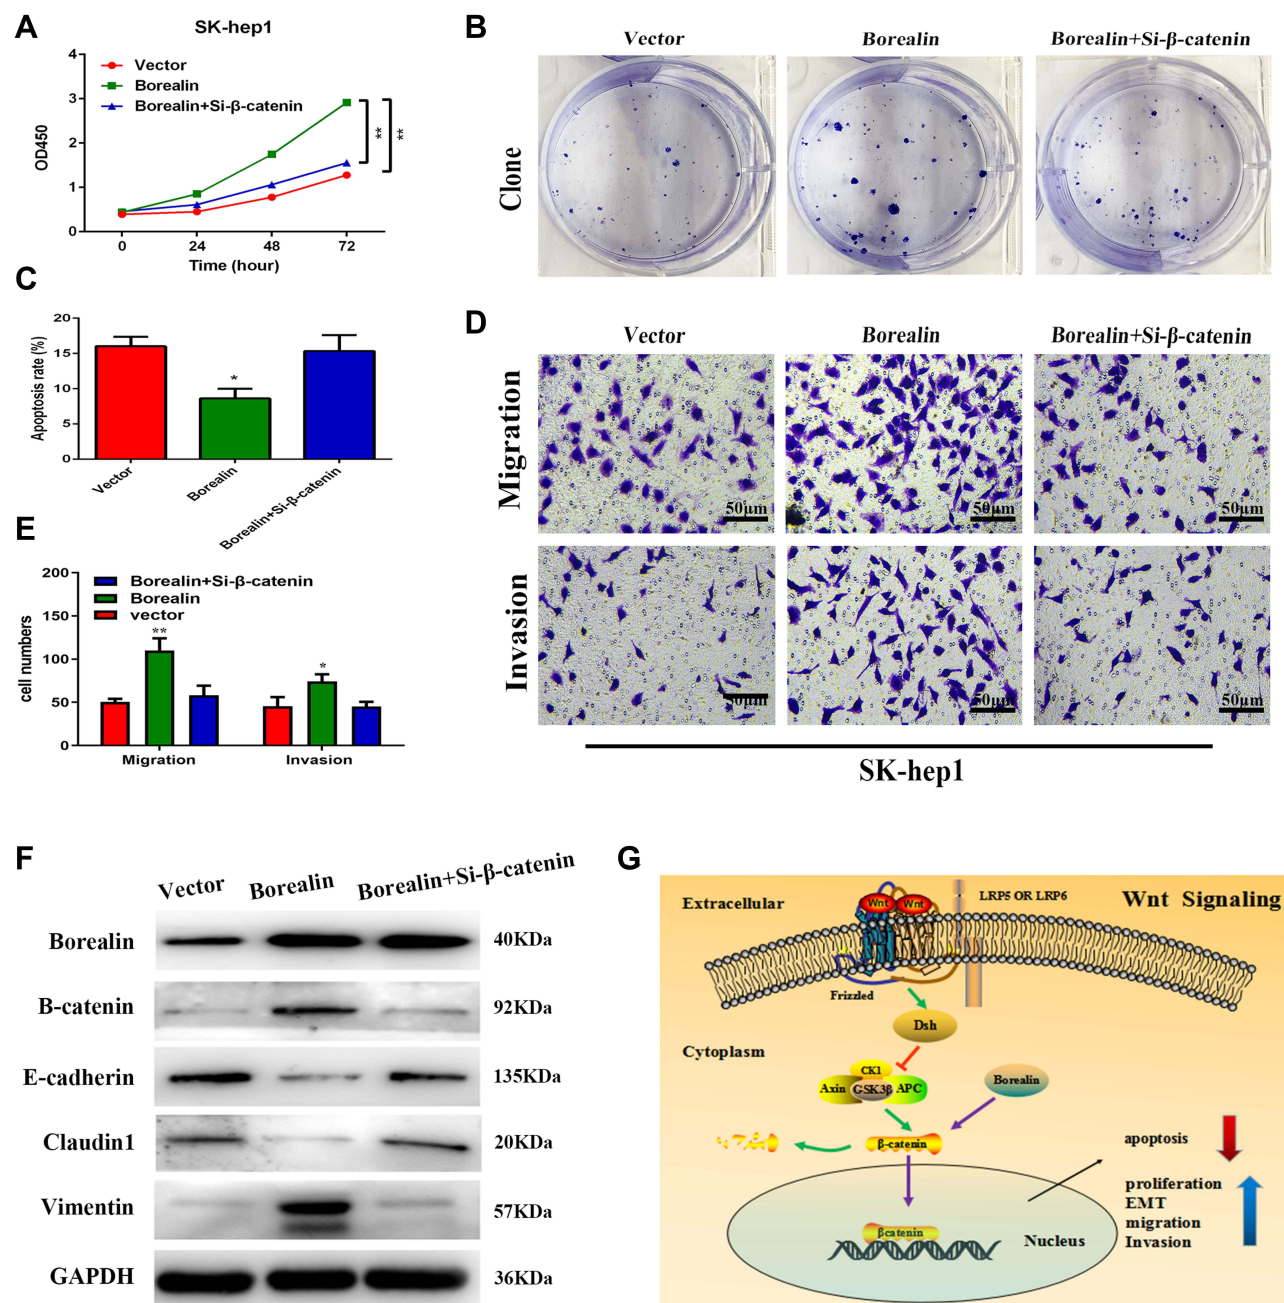 A
SK-hep1
4
3
2
1
0
OD450
Vector
Borealin
Borealin+Si-β-catenin
**
**
0 24 48 72
Time (hour)
B
Vector Borealin Borealin+Si-β-catenin
Clone
C
20
15
10
5
0
Apoptosis rate (%)
*
Vector
Borealin
Borealin+Si-β-catenin
D
Vector Borealin Borealin+Si-β-catenin
Migration
50μm 50μm 50μm
Invasion
50μm 50μm 50μm
SK-hep1
E
200
150
100
50
0
cell numbers
Borealin+Si-β-catenin
Borealin
vector
**
*
Migration Invasion
F
Vector Borealin Borealin+Si-β-catenin
Borealin 40KDa
B-catenin 92KDa
E-cadherin 135KDa
Claudin1 20KDa
Vimentin 57KDa
GAPDH 36KDa
G
Extracellular
Wnt Wnt
LRP5 OR LRP6
Wnt Signaling
Frizzled
Dsh
Cytoplasm
CK1
Axin GSK3β APC
Borealin
β-catenin
apoptosis
proliferation
EMT
migration
Invasion
βcatenin
Nucleus